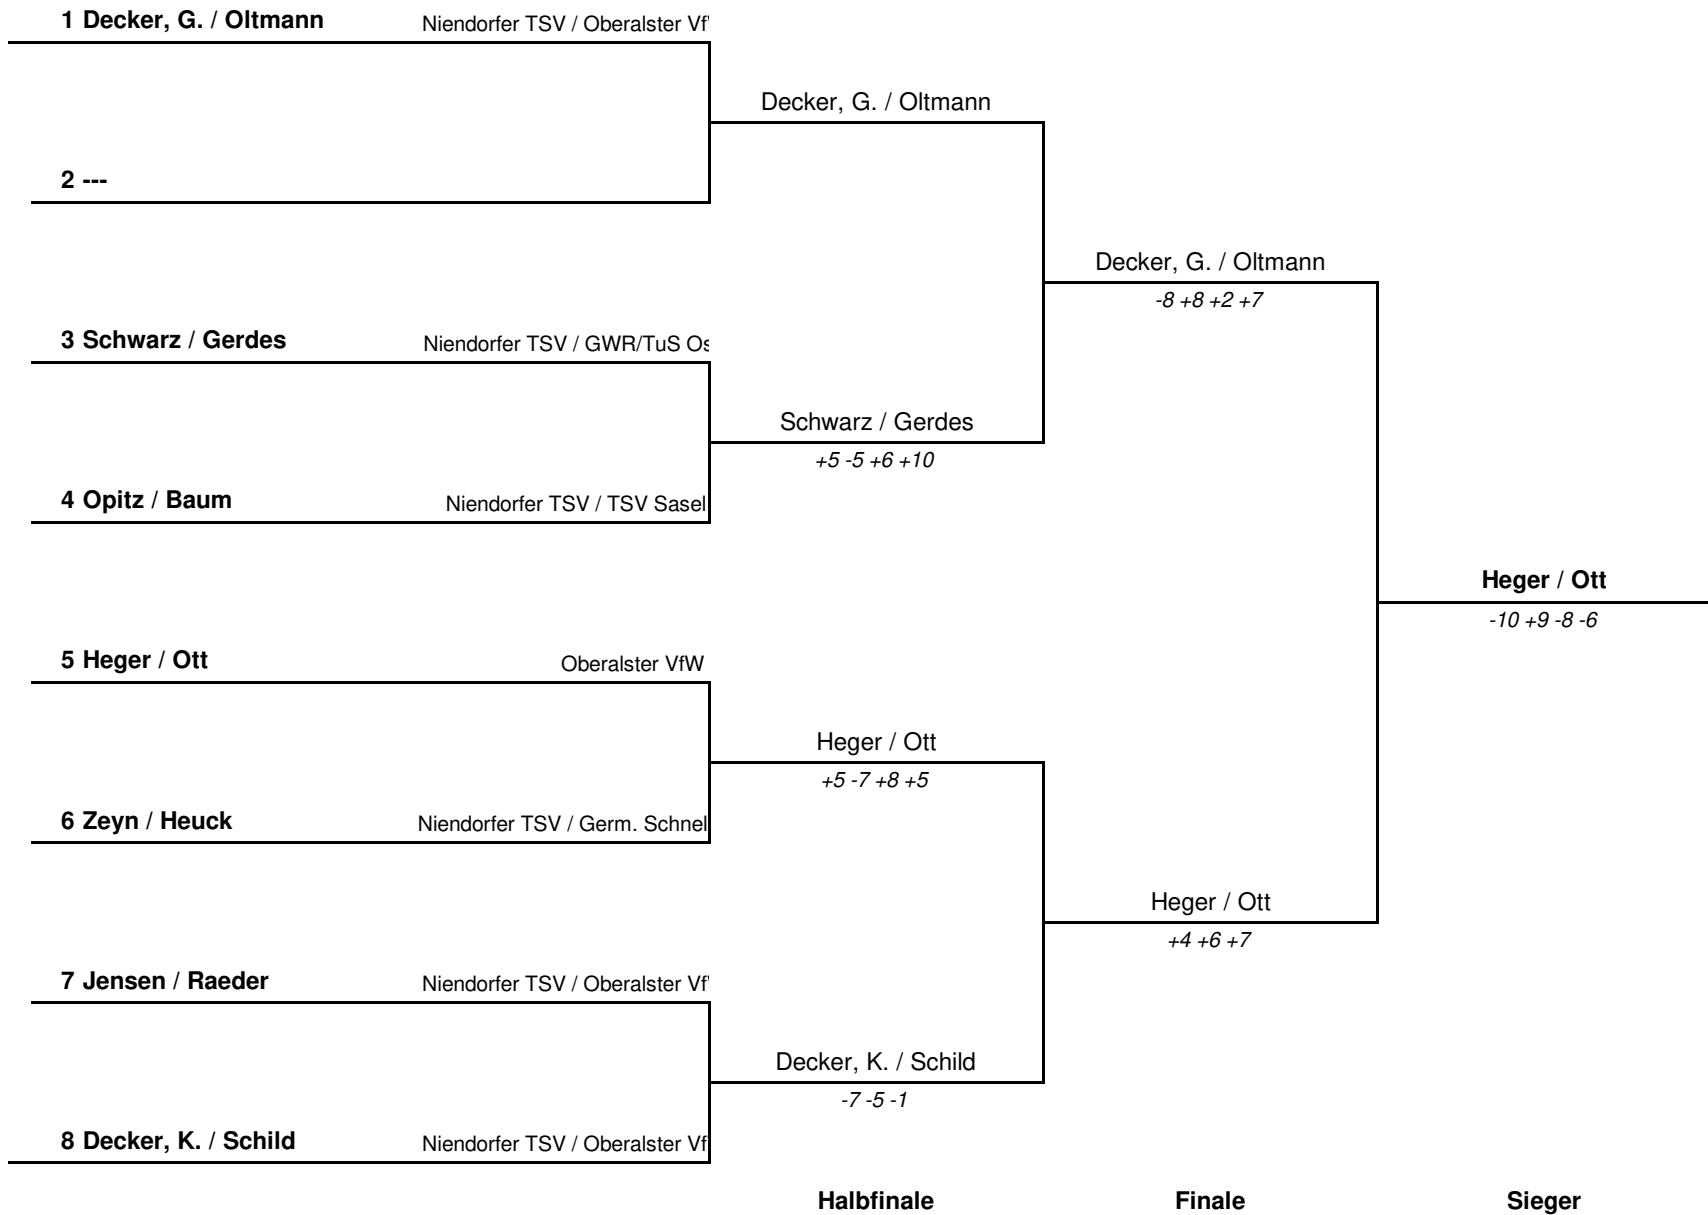 1 Decker, G. / Oltmann Niendorfer TSV / Oberalster Vf
Decker, G. / Oltmann
2 ---
Decker, G. / Oltmann
-8 +8 +2 +7
3 Schwarz / Gerdes Niendorfer TSV / GWR/TuS Os
Schwarz / Gerdes
+5 -5 +6 +10
4 Opitz / Baum Niendorfer TSV / TSV Sasel
Heger / Ott
-10 +9 -8 -6
5 Heger / Ott Oberalster VfW
Heger / Ott
+5 -7 +8 +5
6 Zeyn / Heuck Niendorfer TSV / Germ. Schnel
Heger / Ott
+4 +6 +7
7 Jensen / Raeder Niendorfer TSV / Oberalster Vf
Decker, K. / Schild
-7 -5 -1
8 Decker, K. / Schild Niendorfer TSV / Oberalster Vf
Halbfinale Finale Sieger